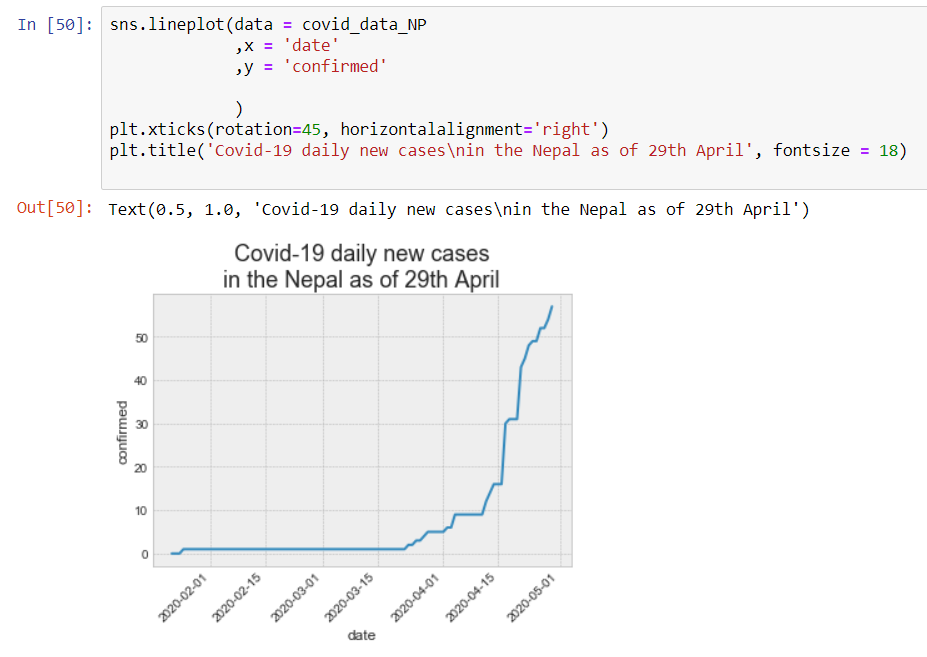 In [50]: sns.lineplot(data = covid_data_NP
,x = 'date'
,y = 'confirmed'
)
plt.xticks(rotation=45, horizontalalignment='right')
plt.title('Covid-19 daily new cases\nin the Nepal as of 29th April', fontsize = 18)
Out[50]: Text(0.5, 1.0, 'Covid-19 daily new cases\nin the Nepal as of 29th April')
Covid-19 daily new cases
in the Nepal as of 29th April
confirmed
50
40
30
20
10
0
2020-02-01
2020-02-15
2020-03-01
2020-03-15
2020-04-01
2020-04-15
2020-05-01
date